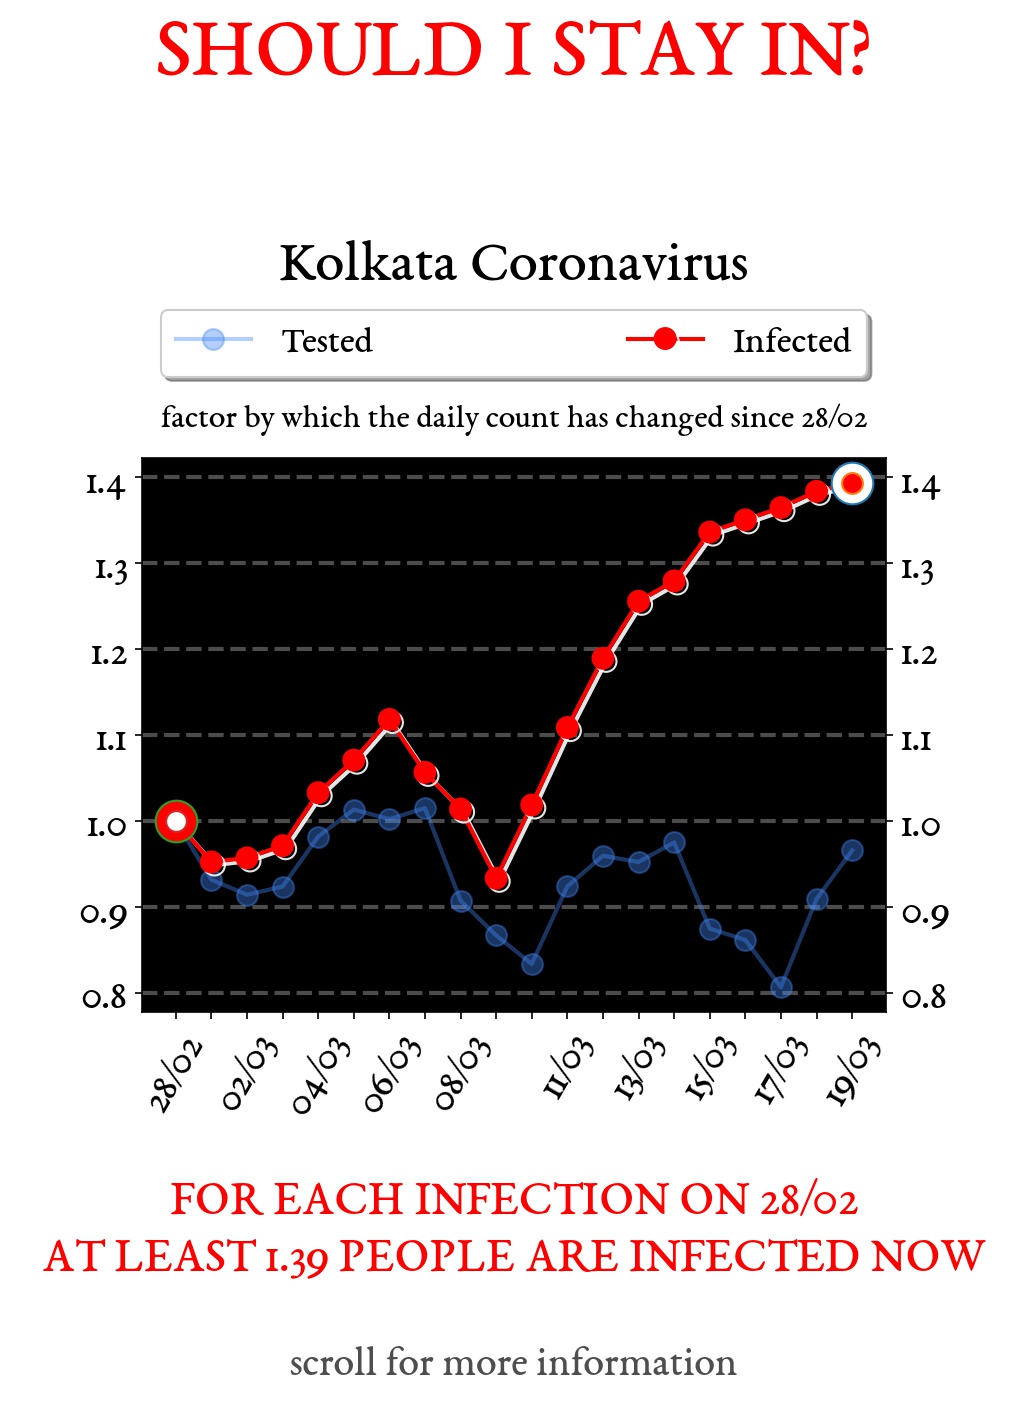 SHOULD I STAY IN?
Kolkata Coronavirus
Tested Infected
factor by which the daily count has changed since 28/02
1.4 1.4
1.3 1.3
1.2 1.2
1.1 1.1
1.0 1.0
0.9 0.9
0.8 0.8
28/02 02/03 04/03 06/03 08/03 11/03 13/03 15/03 17/03 19/03
FOR EACH INFECTION ON 28/02
AT LEAST 1.39 PEOPLE ARE INFECTED NOW
scroll for more information